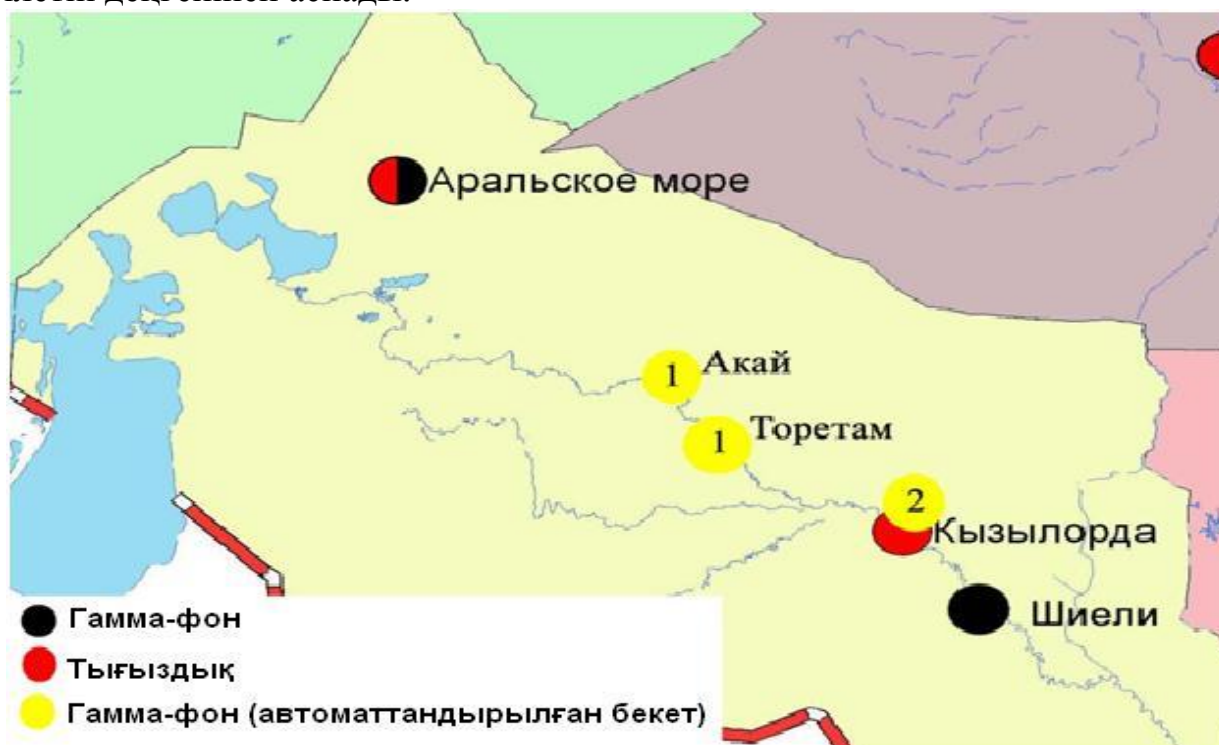 Аральское море
1 Акай
1 Торетам
2
Кызылорда
Шиели
Гамма-фон
Тығыздық
Гамма-фон (автоматтандырылған бекет)